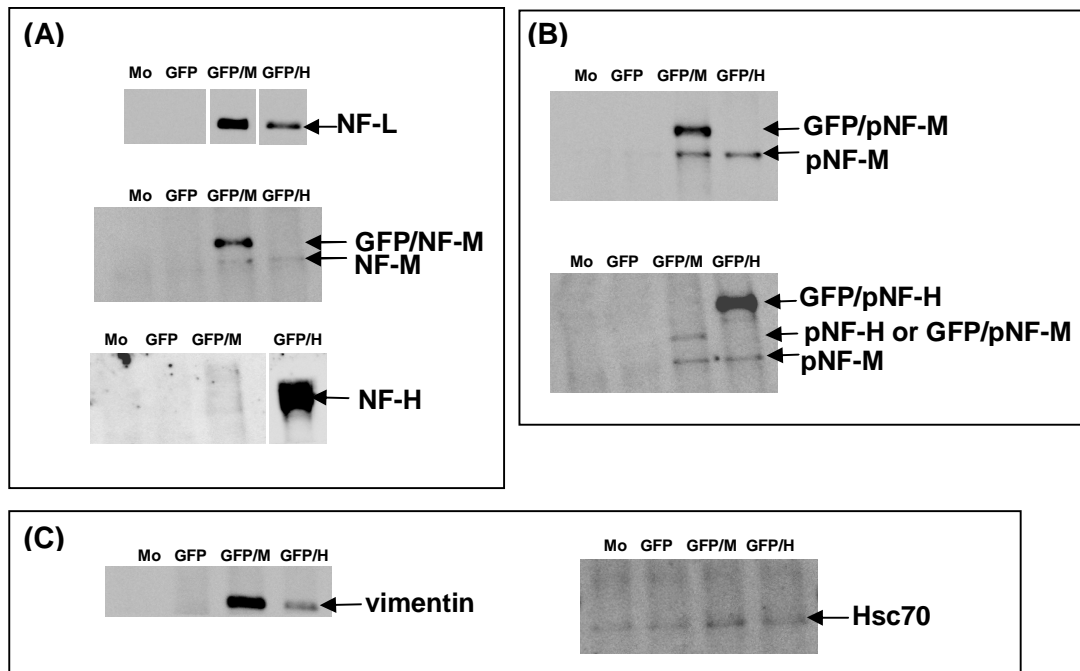 (A)
Mo GFP GFP/M GFP/H
NF-L
Mo GFP GFP/M GFP/H
GFP/NF-M
NF-M
Mo GFP GFP/M GFP/H
NF-H
(B)
Mo GFP GFP/M GFP/H
GFP/pNF-M
pNF-M
Mo GFP GFP/M GFP/H
GFP/pNF-H
pNF-H or GFP/pNF-M
pNF-M
(C)
Mo GFP GFP/M GFP/H
vimentin
Mo GFP GFP/M GFP/H
Hsc70